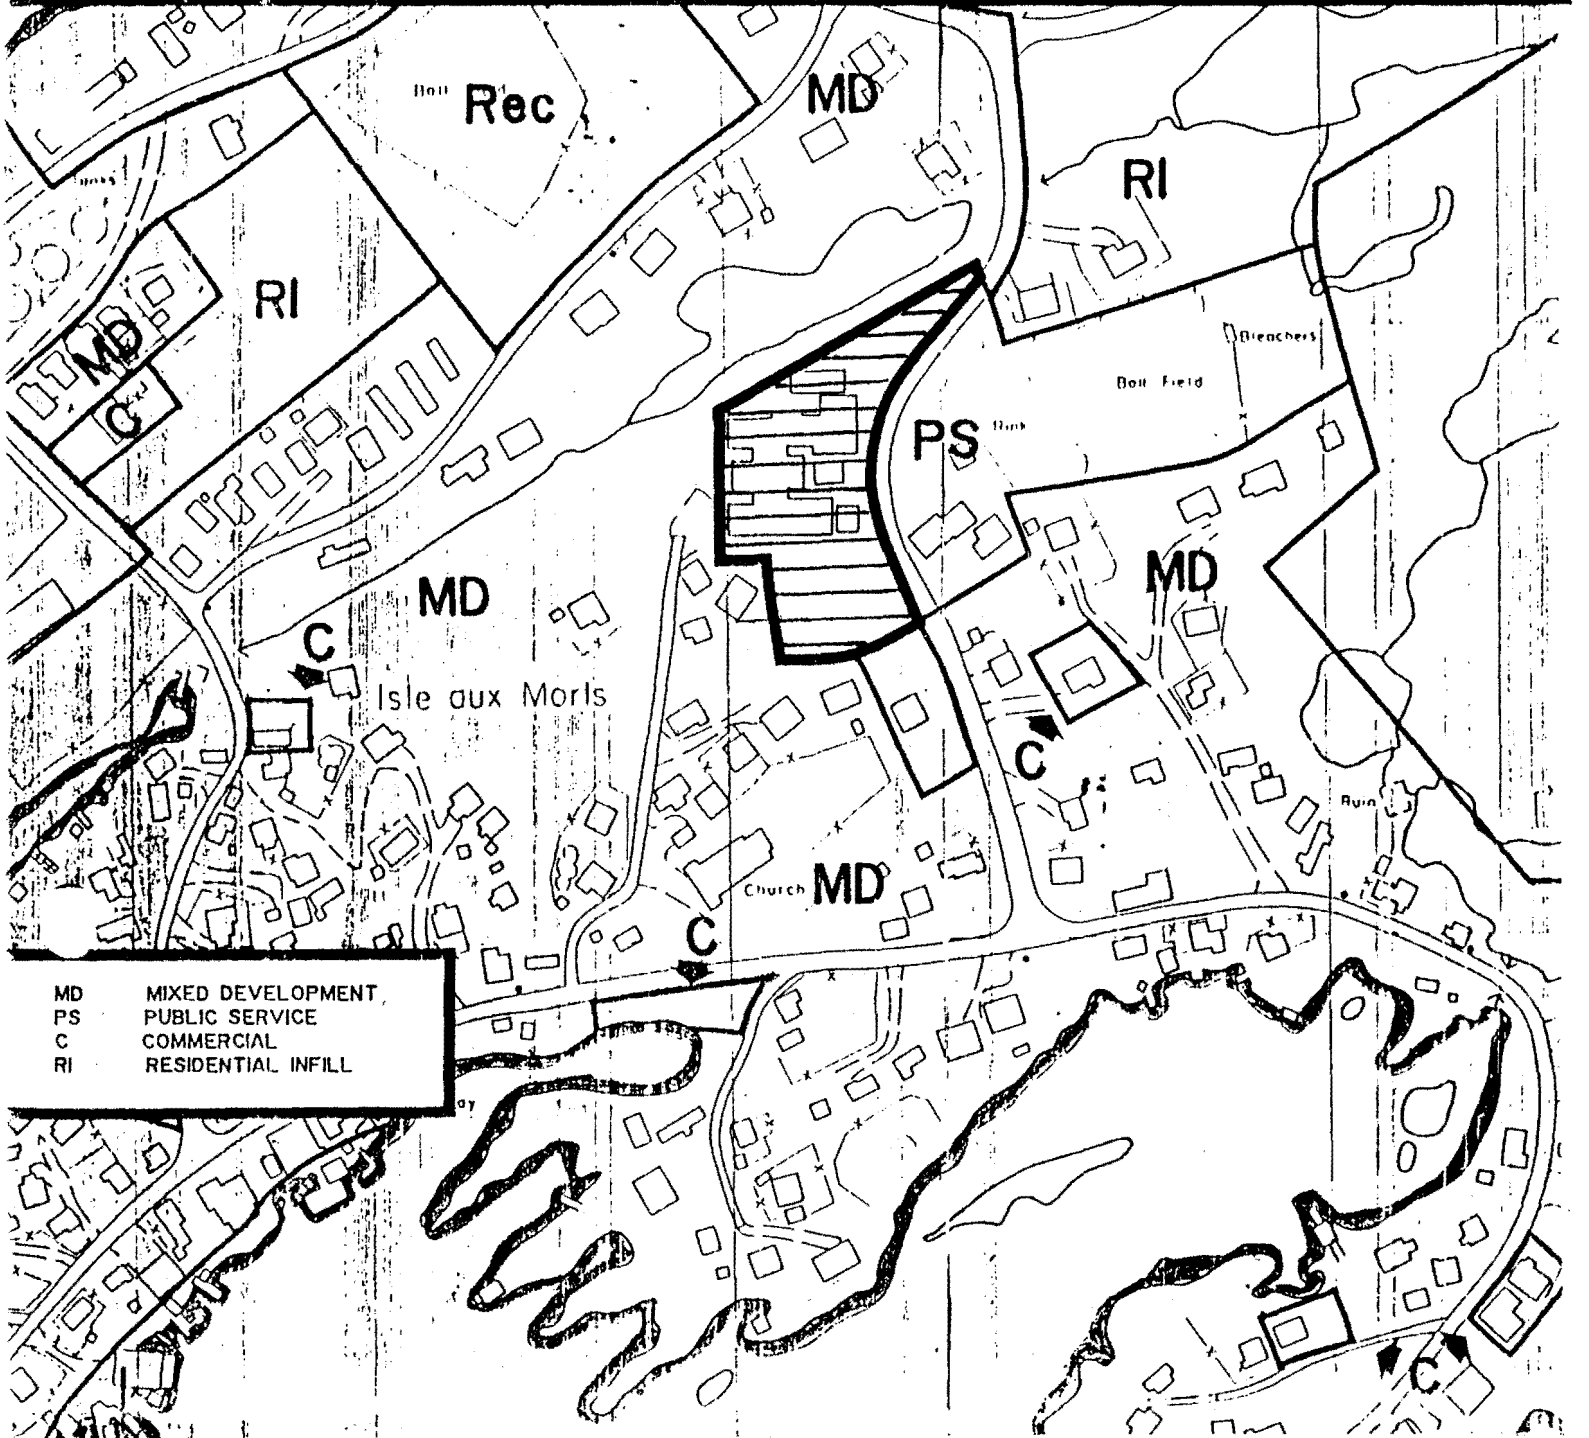 MD
Rec
RI
RI
MD
Bleachers
Ball Field
C
PS
Rink
MD
MD
C
Isle aux Morts
C
Ruin
Church
MD
C
MD MIXED DEVELOPMENT
PS PUBLIC SERVICE
C COMMERCIAL
RI RESIDENTIAL INFILL
C